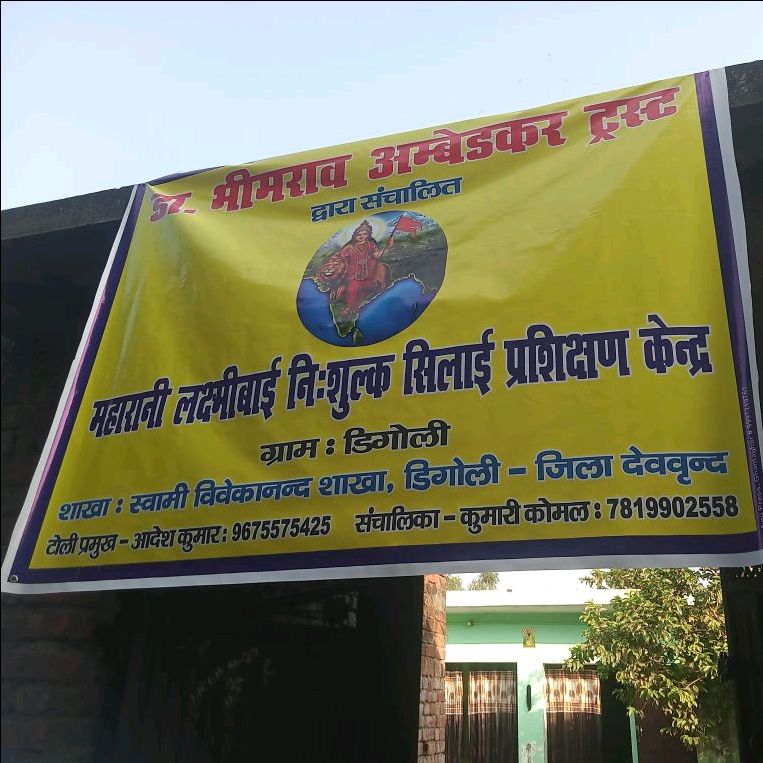 डा. भीमराव अम्बेडकर ट्रस्ट
द्वारा संचालित
महारानी लक्ष्मीबाई निःशुल्क सिलाई प्रशिक्षण केन्द्र
ग्राम : डिगोली
शाखा : स्वामी विवेकानन्द शाखा, डिगोली - जिला देववृन्द
टोली प्रमुख - आदेश कुमार : 9675575425 संचालिका - कुमारी कोमल : 7819902558